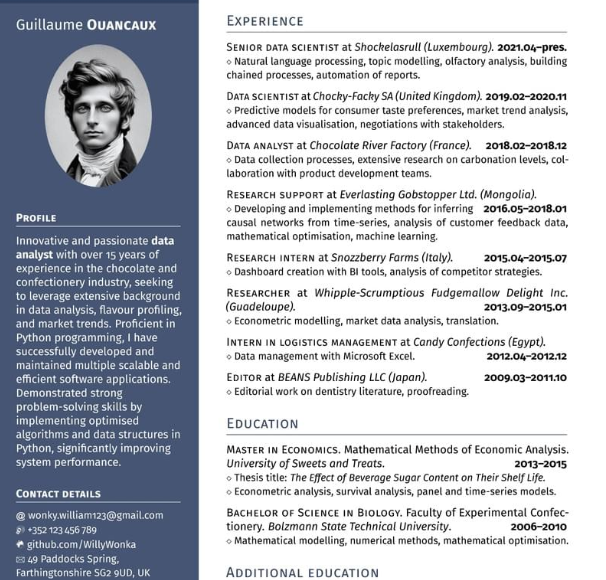 Guillaume OUANCAUX
PROFILE
Innovative and passionate data
analyst with over 15 years of
experience in the chocolate and
confectionery industry, seeking
to leverage extensive background
in data analysis, flavour profiling,
and market trends. Proficient in
Python programming, I have
successfully developed and
maintained multiple scalable and
efficient software applications.
Demonstrated strong
problem-solving skills by
implementing optimised
algorithms and data structures in
Python, significantly improving
system performance.
CONTACT DETAILS
@ wonky.william123@gmail.com
+352 123 456 789
github.com/WillyWonka
49 Paddocks Spring,
Farthingtonshire SG2 9UD, UK
EXPERIENCE
SENIOR DATA SCIENTIST at Shockelasrull (Luxembourg). 2021.04–pres.
⋄ Natural language processing, topic modelling, olfactory analysis, building
chained processes, automation of reports.
DATA SCIENTIST at Chocky-Facky SA (United Kingdom). 2019.02–2020.11
⋄ Predictive models for consumer taste preferences, market trend analysis,
advanced data visualisation, negotiations with stakeholders.
DATA ANALYST at Chocolate River Factory (France). 2018.02–2018.12
⋄ Data collection processes, extensive research on carbonation levels, col-
laboration with product development teams.
RESEARCH SUPPORT at Everlasting Gobstopper Ltd. (Mongolia).
⋄ Developing and implementing methods for inferring 2016.05–2018.01
causal networks from time-series, analysis of customer feedback data,
mathematical optimisation, machine learning.
RESEARCH INTERN at Snozzberry Farms (Italy). 2015.04–2015.07
⋄ Dashboard creation with BI tools, analysis of competitor strategies.
RESEARCHER at Whipple-Scrumptious Fudgemallow Delight Inc.
(Guadeloupe). 2013.09–2015.01
⋄ Econometric modelling, market data analysis, translation.
INTERN IN LOGISTICS MANAGEMENT at Candy Confections (Egypt).
⋄ Data management with Microsoft Excel. 2012.04–2012.12
EDITOR at BEANS Publishing LLC (Japan). 2009.03–2011.10
⋄ Editorial work on dentistry literature, proofreading.
EDUCATION
MASTER IN ECONOMICS. Mathematical Methods of Economic Analysis.
University of Sweets and Treats. 2013–2015
⋄ Thesis title: The Effect of Beverage Sugar Content on Their Shelf Life.
⋄ Econometric analysis, survival analysis, panel and time-series models.
BACHELOR OF SCIENCE IN BIOLOGY. Faculty of Experimental Confec-
tionery. Bolzmann State Technical University. 2006–2010
⋄ Mathematical modelling, numerical methods, mathematical optimisation.
ADDITIONAL EDUCATION